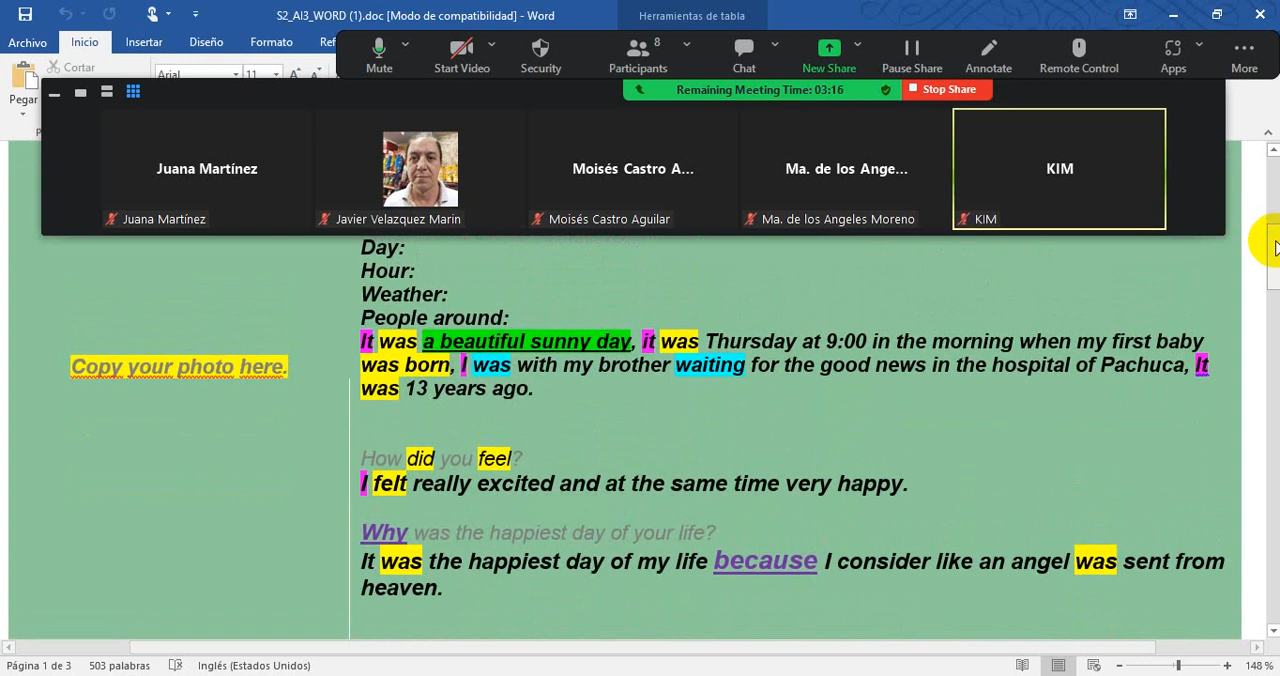 S2_AI3_WORD (1).doc [Modo de compatibilidad] - Word
Herramientas de tabla
Archivo
Inicio
Insertar
Diseño
Formato
Ref
Cortar
Pegar
Arial
11
Mute
Start Video
Security
Participants
8
Chat
New Share
Pause Share
Annotate
Remote Control
Apps
More
Remaining Meeting Time: 03:16
Stop Share
Juana Martínez
Moisés Castro A...
Ma. de los Ange...
KIM
Juana Martínez
Javier Velazquez Marin
Moisés Castro Aguilar
Ma. de los Angeles Moreno
KIM
Day:
Hour:
Weather:
People around:
It was a beautiful sunny day, it was Thursday at 9:00 in the morning when my first baby
was born, I was with my brother waiting for the good news in the hospital of Pachuca, It
was 13 years ago.
Copy your photo here.
How did you feel?
I felt really excited and at the same time very happy.
Why was the happiest day of your life?
It was the happiest day of my life because I consider like an angel was sent from
heaven.
Página 1 de 3
503 palabras
Inglés (Estados Unidos)
148 %